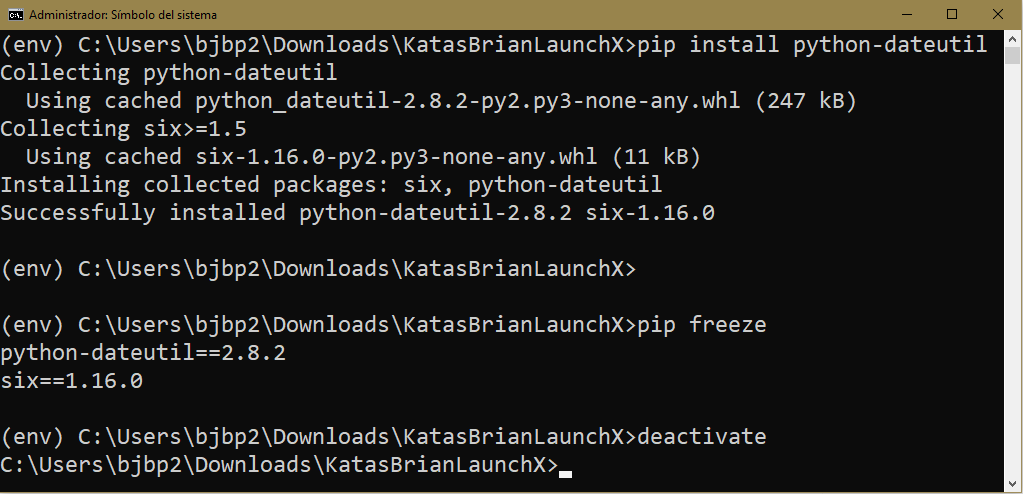 Administrador: Símbolo del sistema
(env) C:\Users\bjbp2\Downloads\KatasBrianLaunchX>pip install python-dateutil
Collecting python-dateutil
  Using cached python_dateutil-2.8.2-py2.py3-none-any.whl (247 kB)
Collecting six>=1.5
  Using cached six-1.16.0-py2.py3-none-any.whl (11 kB)
Installing collected packages: six, python-dateutil
Successfully installed python-dateutil-2.8.2 six-1.16.0

(env) C:\Users\bjbp2\Downloads\KatasBrianLaunchX>

(env) C:\Users\bjbp2\Downloads\KatasBrianLaunchX>pip freeze
python-dateutil==2.8.2
six==1.16.0

(env) C:\Users\bjbp2\Downloads\KatasBrianLaunchX>deactivate
C:\Users\bjbp2\Downloads\KatasBrianLaunchX>